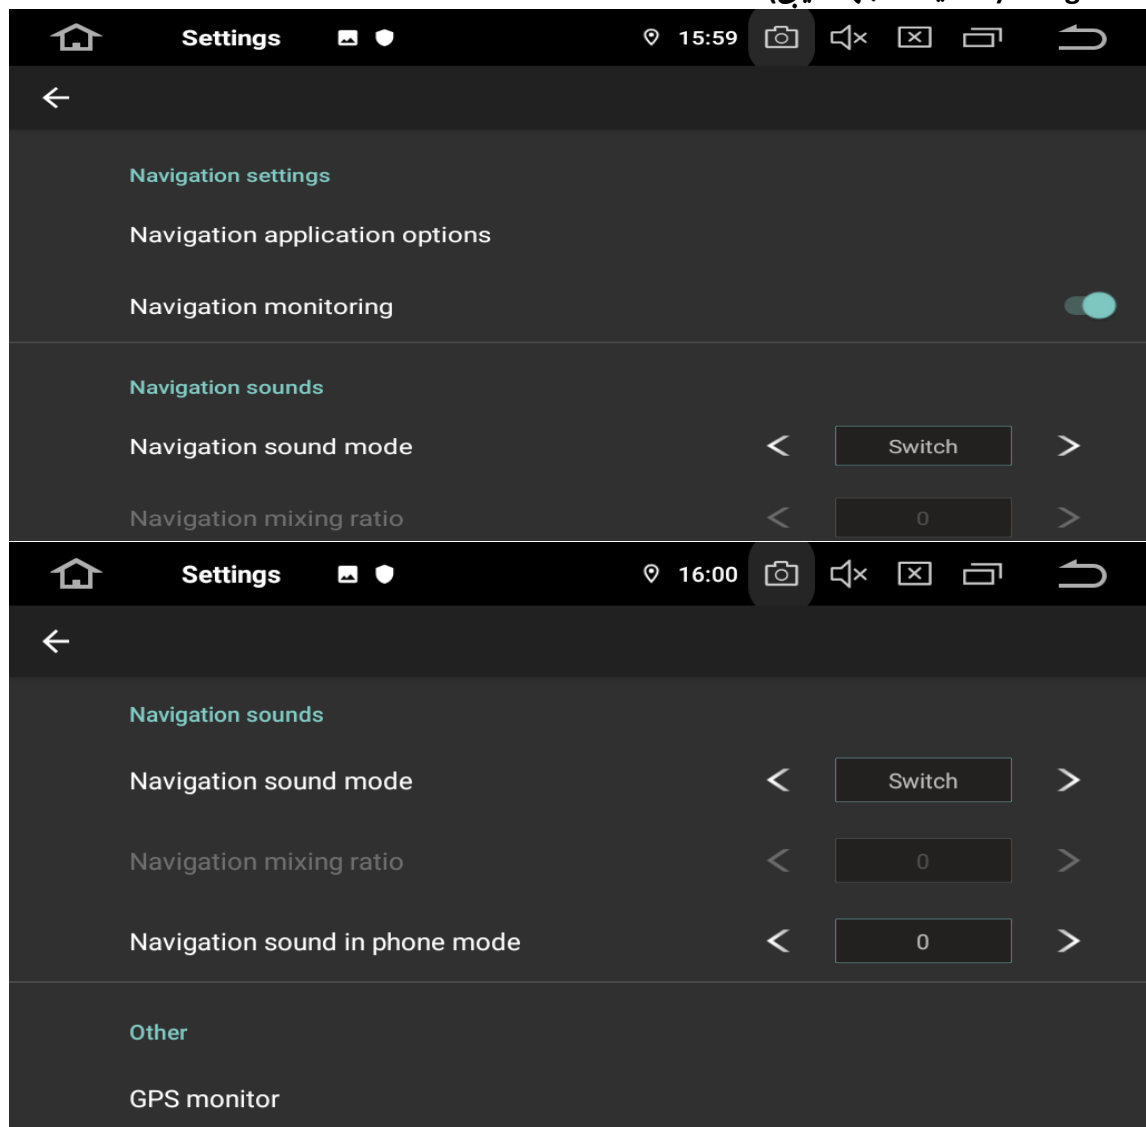 Settings 15:59
Navigation settings
Navigation application options
Navigation monitoring
Navigation sounds
Navigation sound mode < Switch >
Navigation mixing ratio < 0 >
Settings 16:00
Navigation sounds
Navigation sound mode < Switch >
Navigation mixing ratio < 0 >
Navigation sound in phone mode < 0 >
Other
GPS monitor